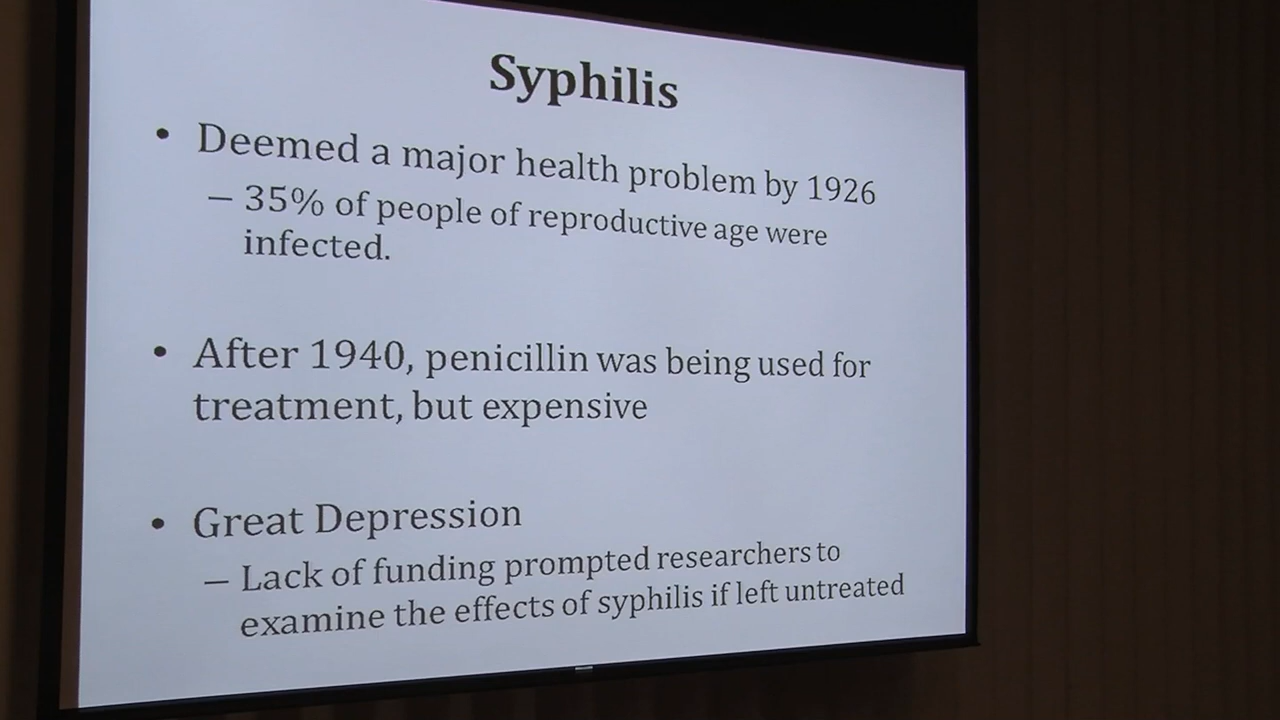 Syphilis
• Deemed a major health problem by 1926
– 35% of people of reproductive age were
infected.
• After 1940, penicillin was being used for
treatment, but expensive
• Great Depression
– Lack of funding prompted researchers to
examine the effects of syphilis if left untreated